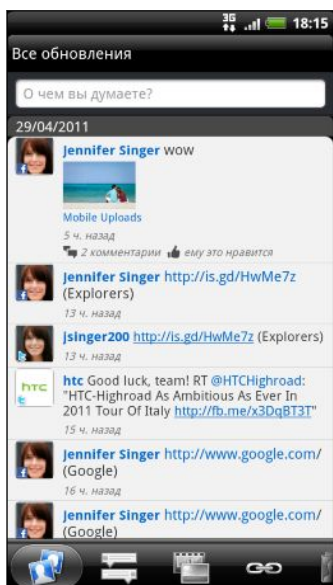 3G 18:15
Все обновления
О чем вы думаете?
29/04/2011
Jennifer Singer wow
Mobile Uploads
5 ч. назад
2 комментарии ему это нравится
Jennifer Singer http://is.gd/HwMe7z
(Explorers)
13 ч. назад
jsinger200 http://is.gd/HwMe7z (Explorers)
13 ч. назад
hTC
htc Good luck, team! RT @HTCHighroad:
"HTC-Highroad As Ambitious As Ever In
2011 Tour Of Italy http://fb.me/x3DqBT3T"
15 ч. назад
Jennifer Singer http://www.google.com/
(Google)
16 ч. назад
Jennifer Singer http://www.google.com/
(Google)